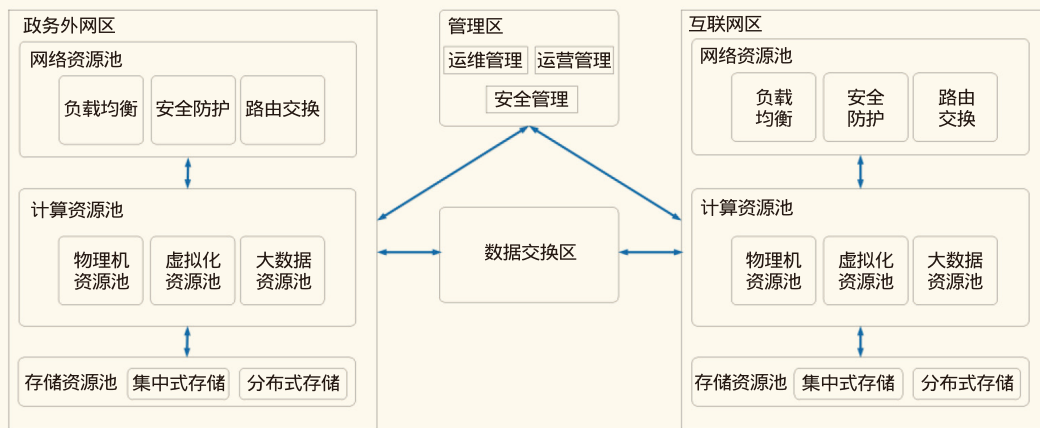 政务外网区
网络资源池
负载均衡
安全防护
路由交换
计算资源池
物理机
资源池
虚拟化
资源池
大数据
资源池
存储资源池
集中式存储
分布式存储
管理区
运维管理
运营管理
安全管理
数据交换区
互联网区
网络资源池
负载
均衡
安全
防护
路由
交换
计算资源池
物理机
资源池
虚拟化
资源池
大数据
资源池
存储资源池
集中式存储
分布式存储